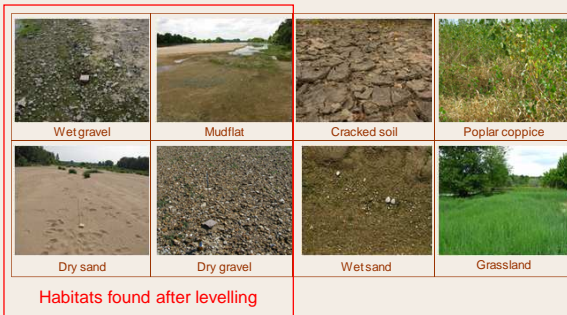 Wet gravel
Mudflat
Cracked soil
Poplar coppice
Dry sand
Dry gravel
Wet sand
Grassland
Habitats found after levelling